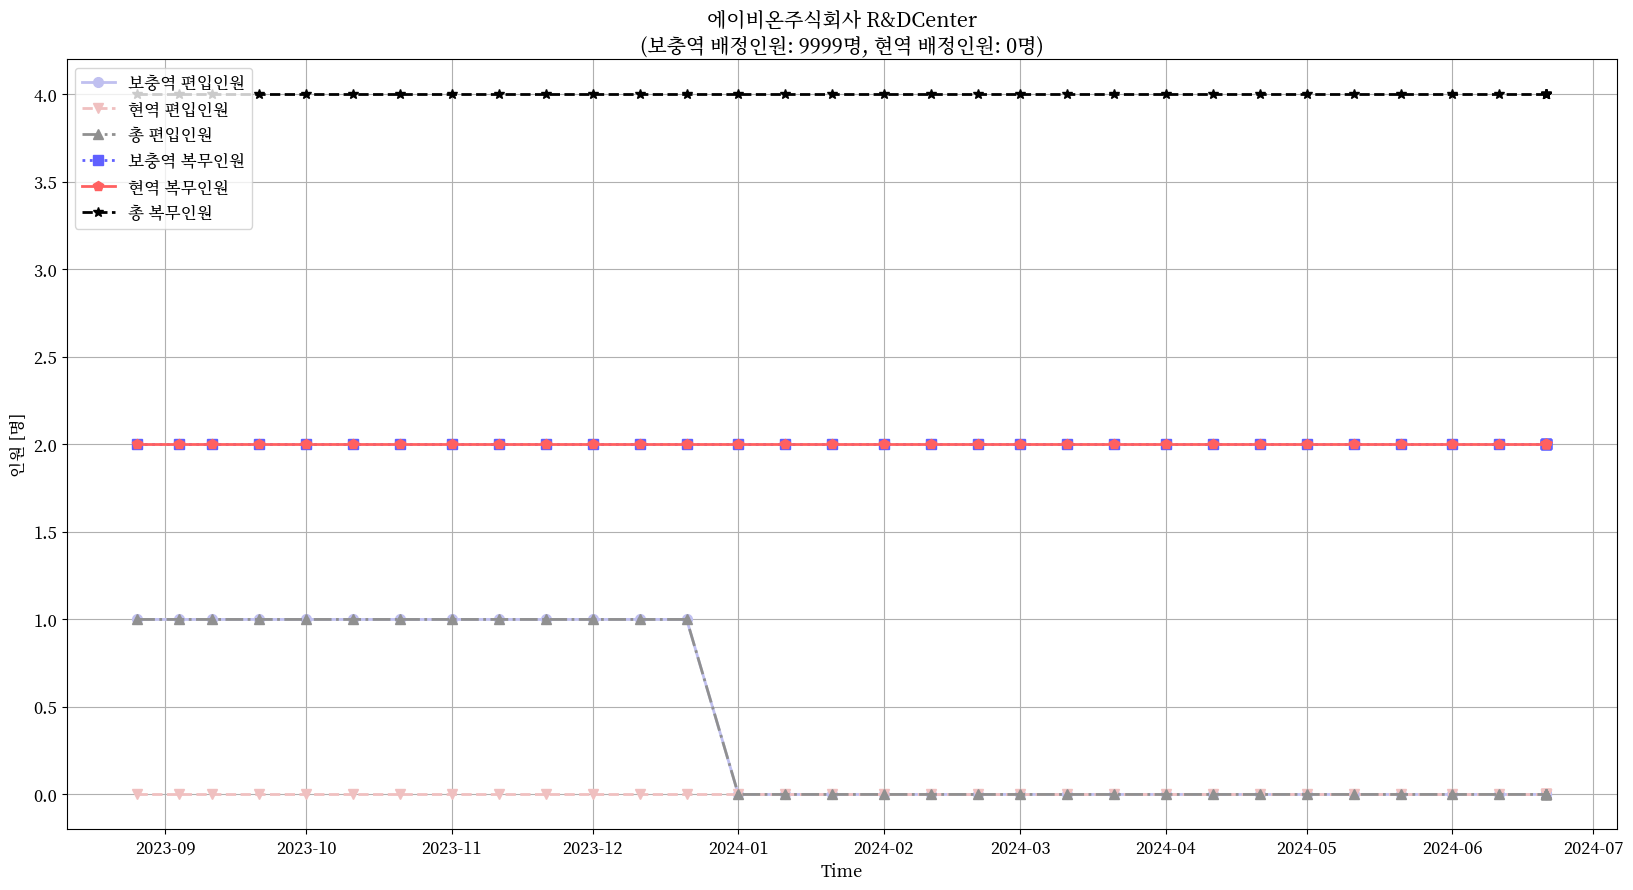 에이비온주식회사 R&DCenter
(보충역 배정인원: 9999명, 현역 배정인원: 0명)
보충역 편입인원
현역 편입인원
총 편입인원
보충역 복무인원
현역 복무인원
총 복무인원
4.0
3.5
3.0
2.5
2.0
1.5
1.0
0.5
0.0
인원 [명]
2023-09 2023-10 2023-11 2023-12 2024-01 2024-02 2024-03 2024-04 2024-05 2024-06 2024-07
Time